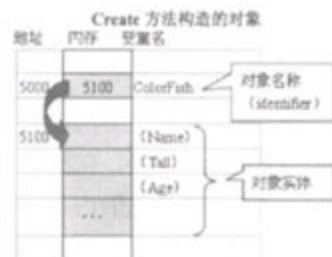 Create 方法构造的对象
地址 内存 变量名
5000 5100 ColorFish
对象名称
(identifier)
5100 (Name)
(Tail)
(Age)
对象实体
...